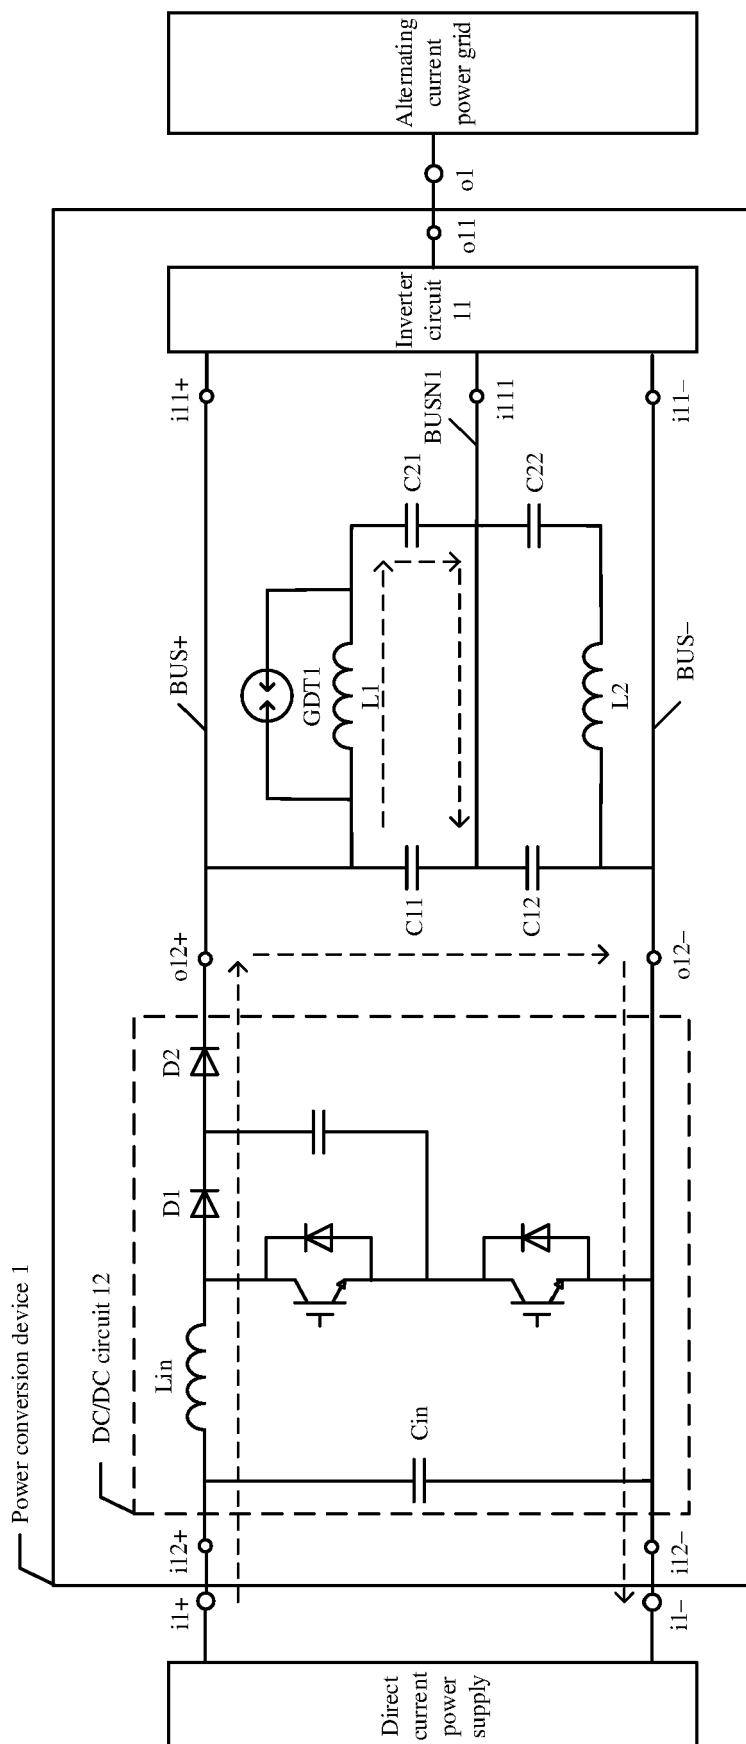 Power conversion device 1
DC/DC circuit 12
Direct
current
power
supply
i1+
i12+
i1−
i12−
Lin
Cin
D1
D2
o12+
o12−
BUS+
BUS−
GDT1
L1
L2
C11
C12
C21
C22
BUSN1
i11+
i111
i11−
Inverter
circuit
11
o11
o1
Alternating
current
power grid